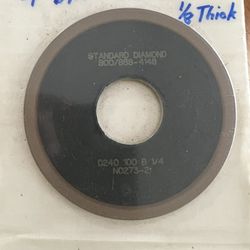 1/8 Thick
STANDARD DIAMOND
800/888-4148
D240 100 B 1/4
N0273-2